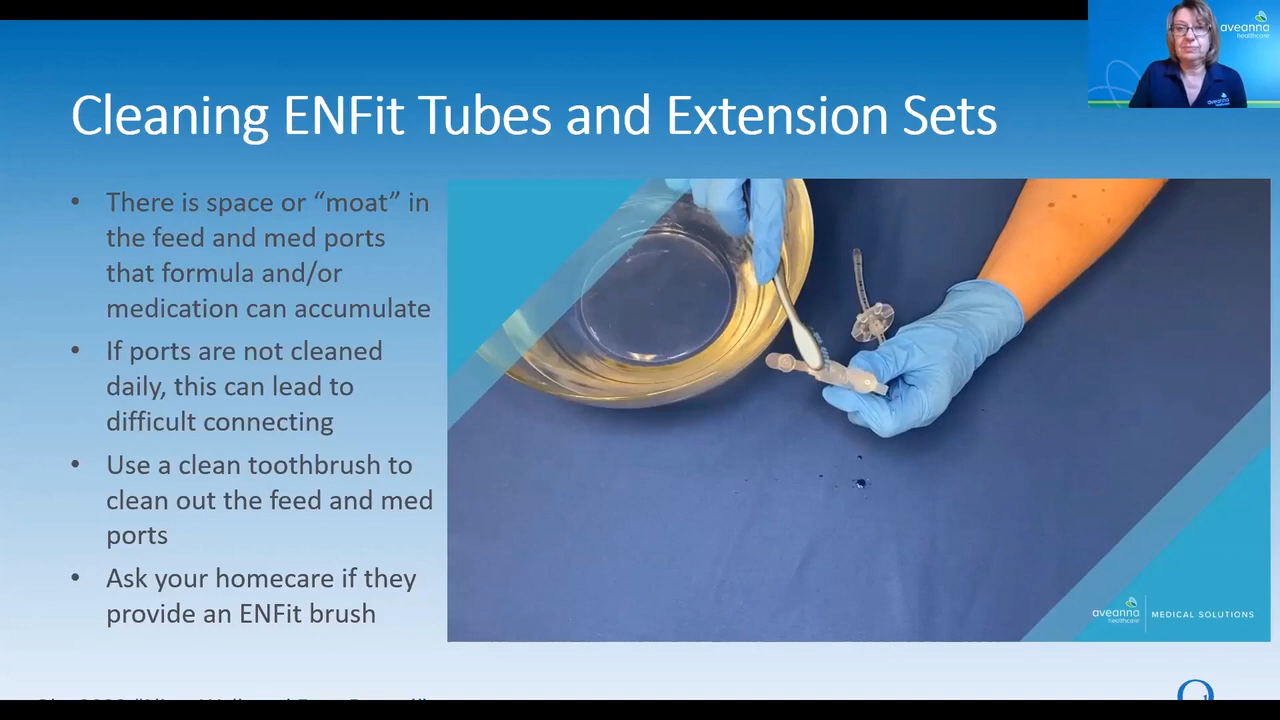 aveanna
healthcare
Cleaning ENFit Tubes and Extension Sets
• There is space or “moat” in
the feed and med ports
that formula and/or
medication can accumulate
• If ports are not cleaned
daily, this can lead to
difficult connecting
• Use a clean toothbrush to
clean out the feed and med
ports
• Ask your homecare if they
provide an ENFit brush
aveanna
healthcare
MEDICAL SOLUTIONS